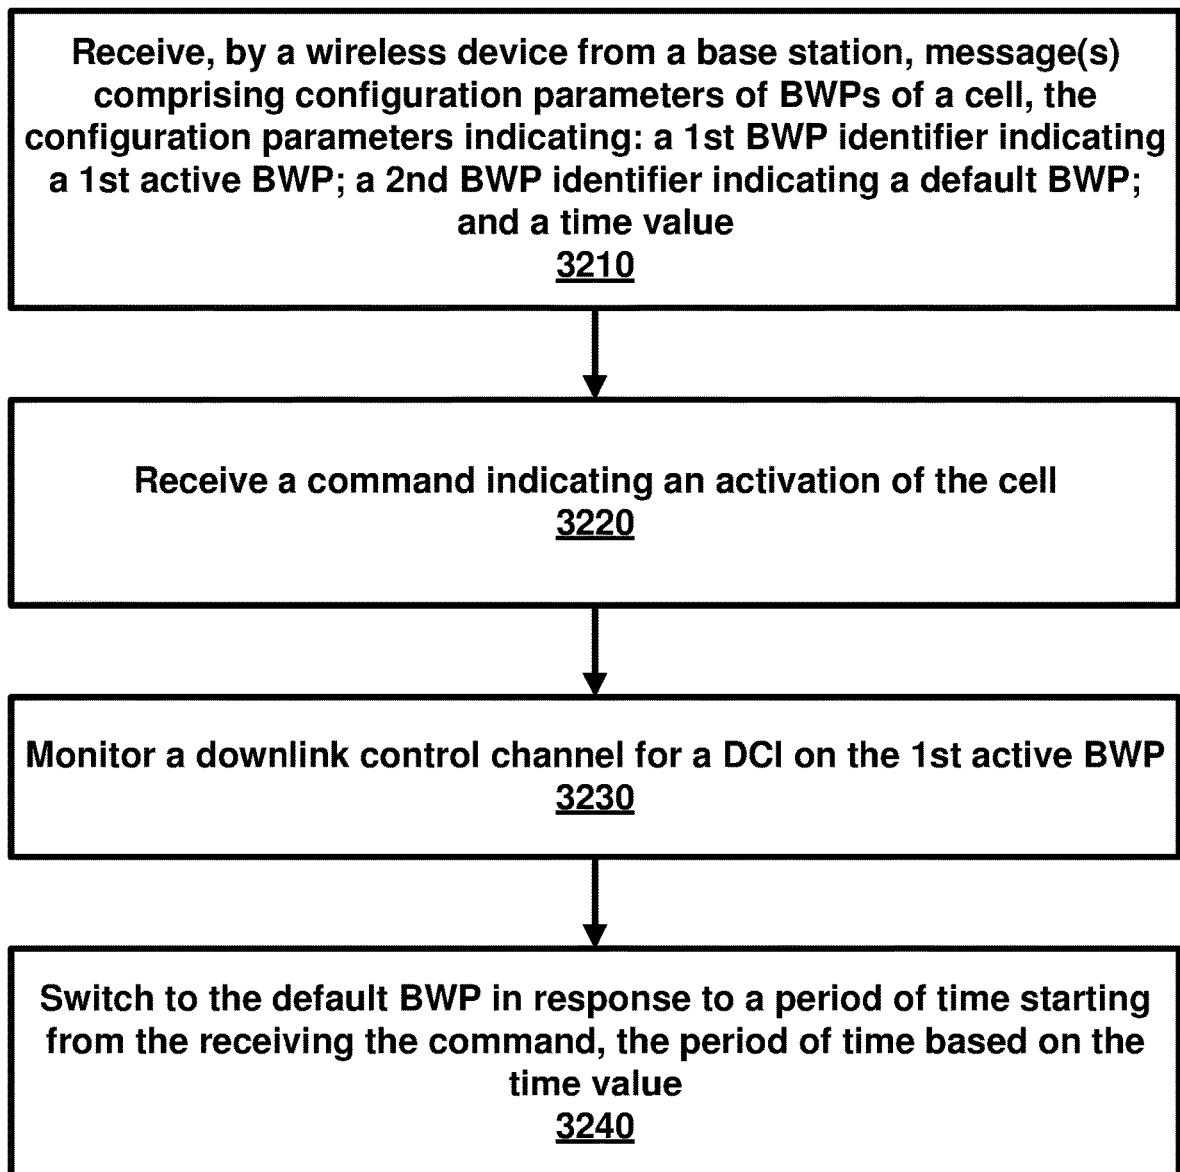 Receive, by a wireless device from a base station, message(s)
comprising configuration parameters of BWPs of a cell, the
configuration parameters indicating: a 1st BWP identifier indicating
a 1st active BWP; a 2nd BWP identifier indicating a default BWP;
and a time value
3210
Receive a command indicating an activation of the cell
3220
Monitor a downlink control channel for a DCI on the 1st active BWP
3230
Switch to the default BWP in response to a period of time starting
from the receiving the command, the period of time based on the
time value
3240